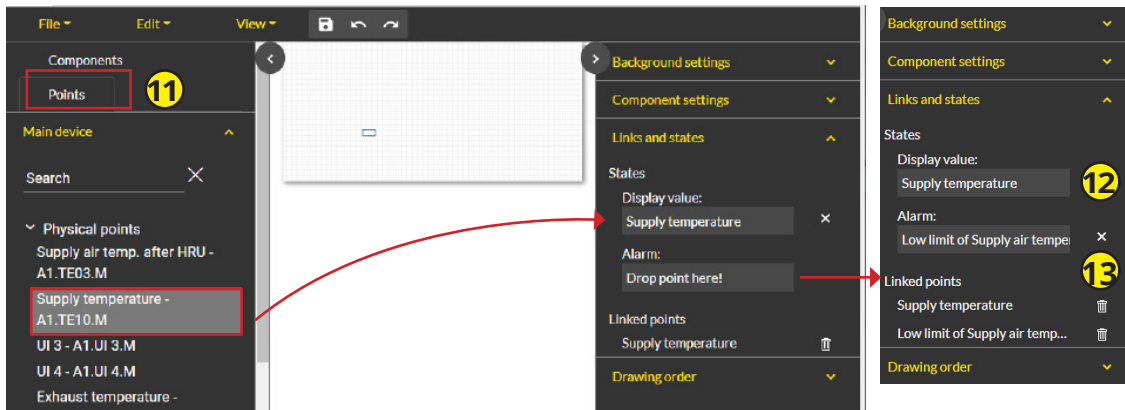 File Edit View
Components
Points
11
Main device
Search
Physical points
Supply air temp. after HRU -
A1.TE03.M
Supply temperature -
A1.TE10.M
UI 3 - A1.UI 3.M
UI 4 - A1.UI 4.M
Exhaust temperature -
Background settings
Component settings
Links and states
States
Display value:
Supply temperature
Alarm:
Drop point here!
Linked points
Supply temperature
Drawing order
Background settings
Component settings
Links and states
States
Display value:
Supply temperature
12
Alarm:
Low limit of Supply air tempe
13
Linked points
Supply temperature
Low limit of Supply air temp...
Drawing order